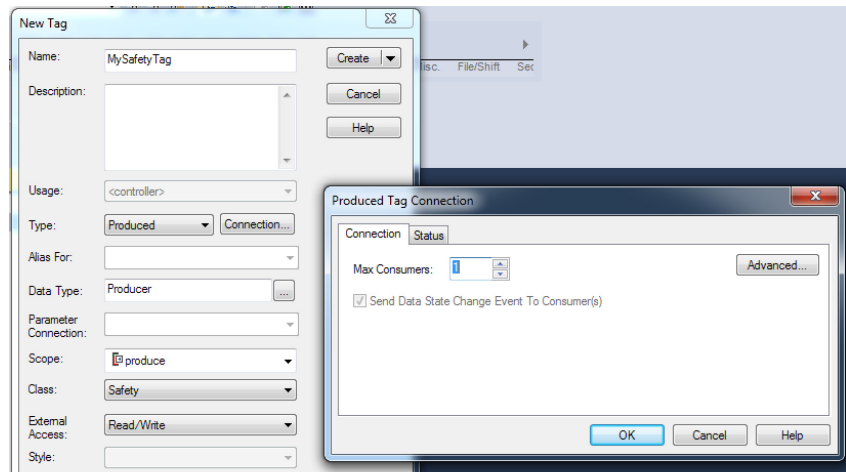 New Tag
Name:
MySafetyTag
Create
Description:
Cancel
Help
Usage:
<controller>
Type:
Produced
Connection...
Alias For:
Data Type:
Producer
...
Parameter
Connection:
Scope:
produce
Class:
Safety
External
Access:
Read/Write
Style:
File/Shift
Produced Tag Connection
Connection
Status
Max Consumers:
1
Advanced...
Send Data State Change Event To Consumer(s)
OK
Cancel
Help